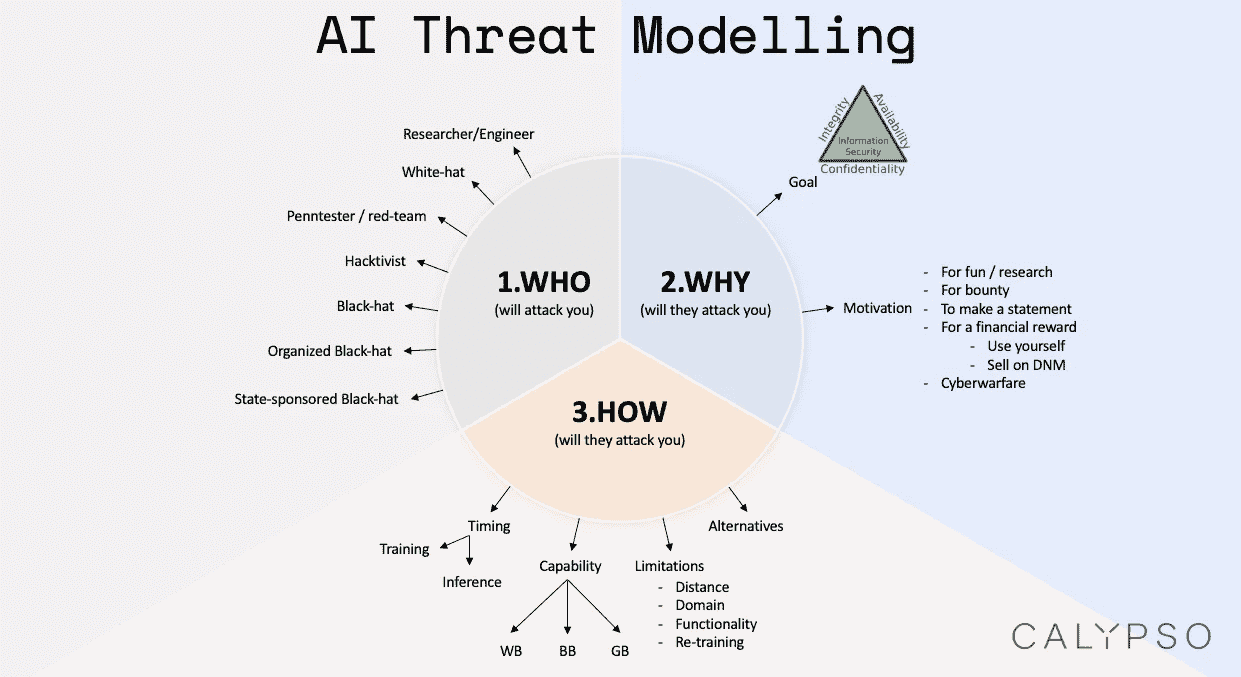 AI Threat Modelling
Researcher/Engineer
White-hat
Penntester / red-team
Hacktivist
Black-hat
Organized Black-hat
State-sponsored Black-hat
1.WHO
(will attack you)
2.WHY
(will they attack you)
Goal
Integrity
Availability
Information
Security
Confidentiality
Motivation
- For fun / research
- For bounty
- To make a statement
- For a financial reward
- Use yourself
- Sell on DNM
- Cyberwarfare
3.HOW
(will they attack you)
Timing
Training
Inference
Capability
WB
BB
GB
Limitations
- Distance
- Domain
- Functionality
- Re-training
Alternatives
CALYPSO